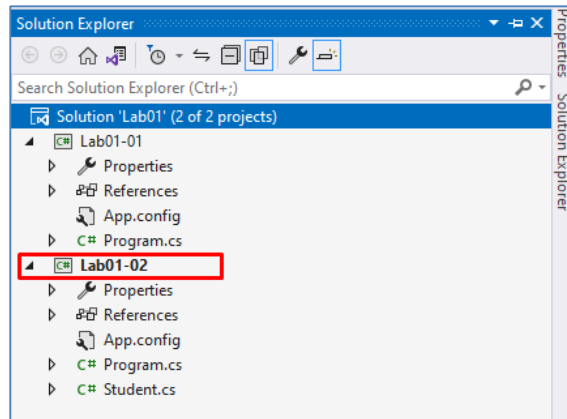 Solution Explorer
Search Solution Explorer (Ctrl+;)
Solution 'Lab01' (2 of 2 projects)
C# Lab01-01
Properties
References
App.config
C# Program.cs
C# Lab01-02
Properties
References
App.config
C# Program.cs
C# Student.cs
Properties
Solution Explorer